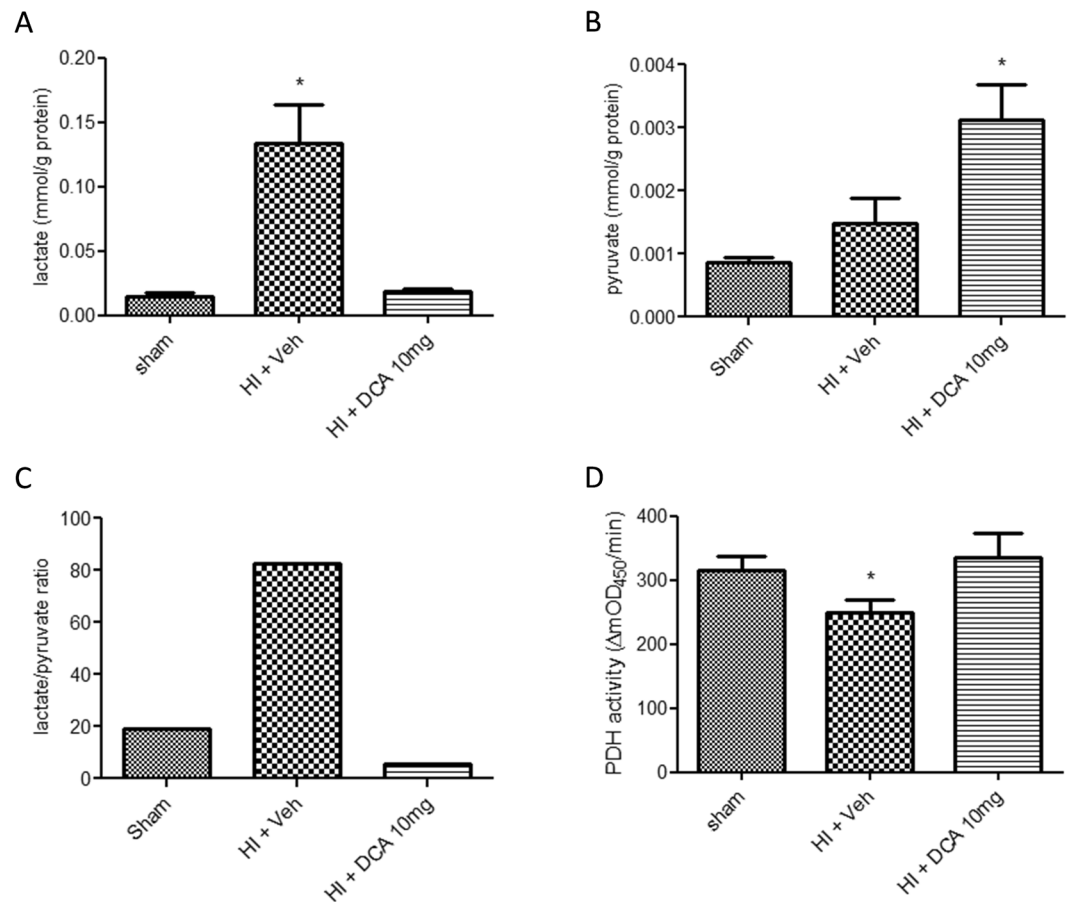 A
lactate (mmol/g protein)
0.20
0.15
0.10
0.05
0.00
*
sham
HI + Veh
HI + DCA 10mg
B
pyruvate (mmol/g protein)
0.004
0.003
0.002
0.001
0.000
*
Sham
HI + Veh
HI + DCA 10mg
C
lactate/pyruvate ratio
100
80
60
40
20
0
Sham
HI + Veh
HI + DCA 10mg
D
PDH activity (ΔmOD450/min)
400
300
200
100
0
*
sham
HI + Veh
HI + DCA 10mg